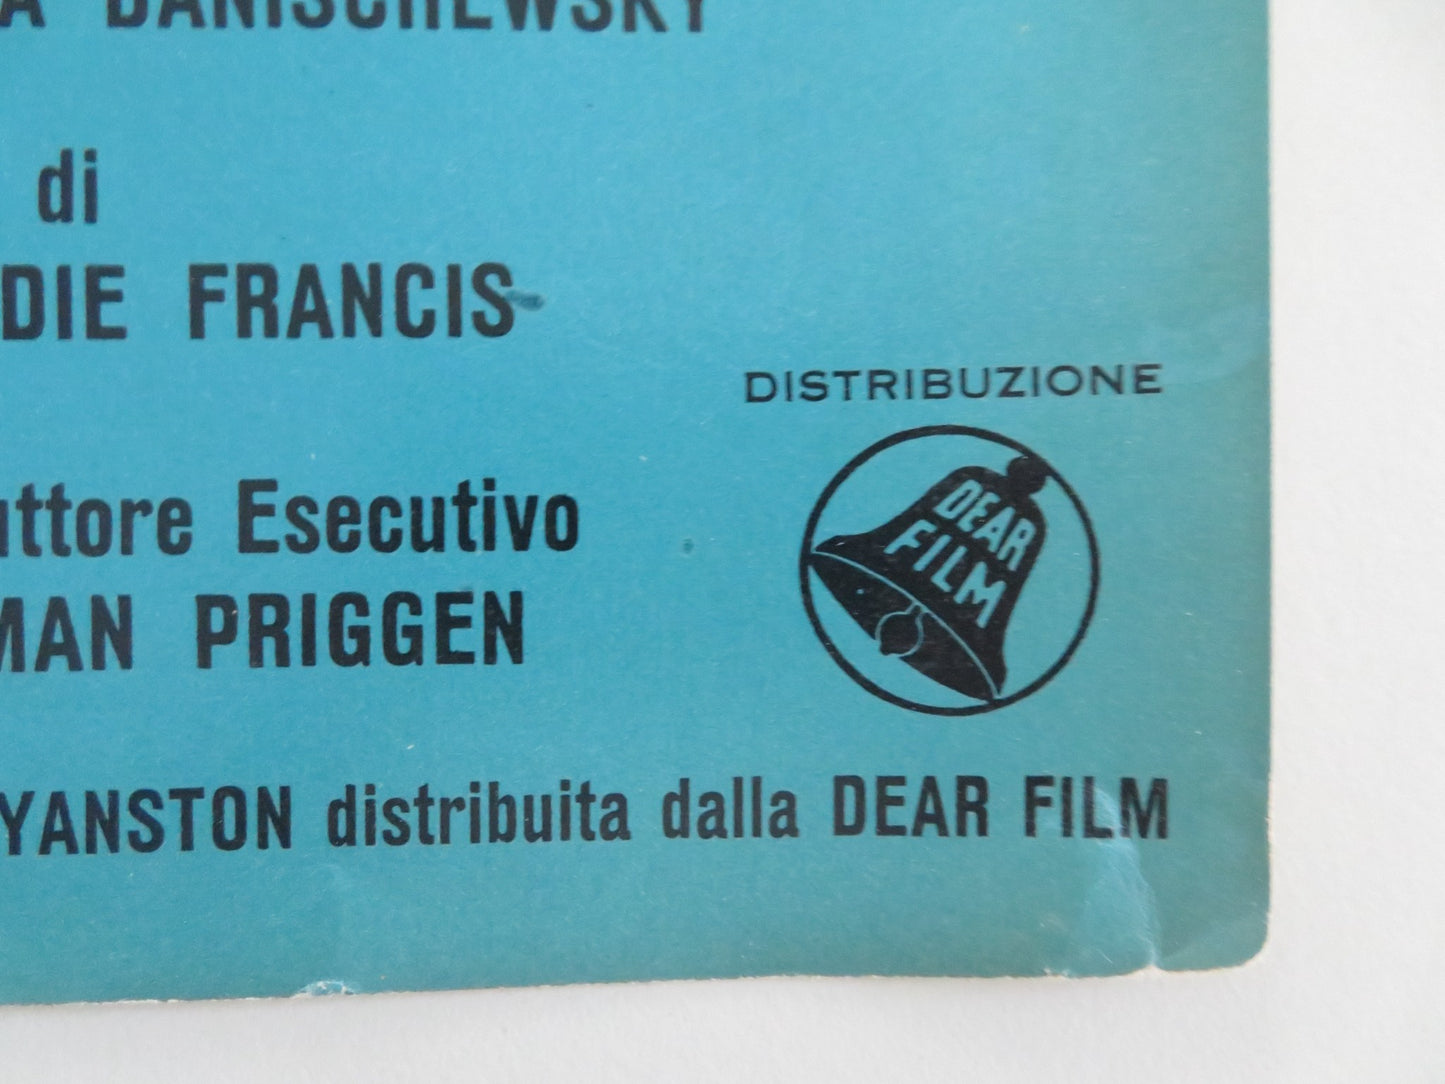 A DANISCHEWSKY
di
DIE FRANCIS
DISTRIBUZIONE
DEAR
FILM
uttore Esecutivo
MAN PRIGGEN
YANSTON distribuita dalla DEAR FILM